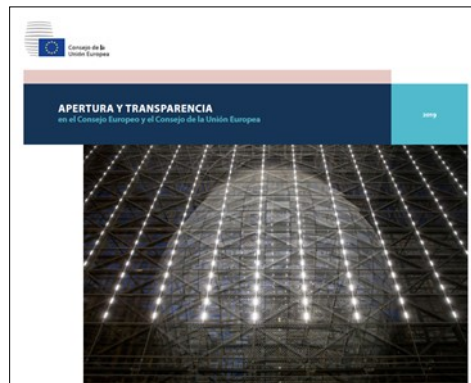 Consejo de la
Unión Europea
APERTURA Y TRANSPARENCIA
en el Consejo Europeo y el Consejo de la Unión Europea
2019